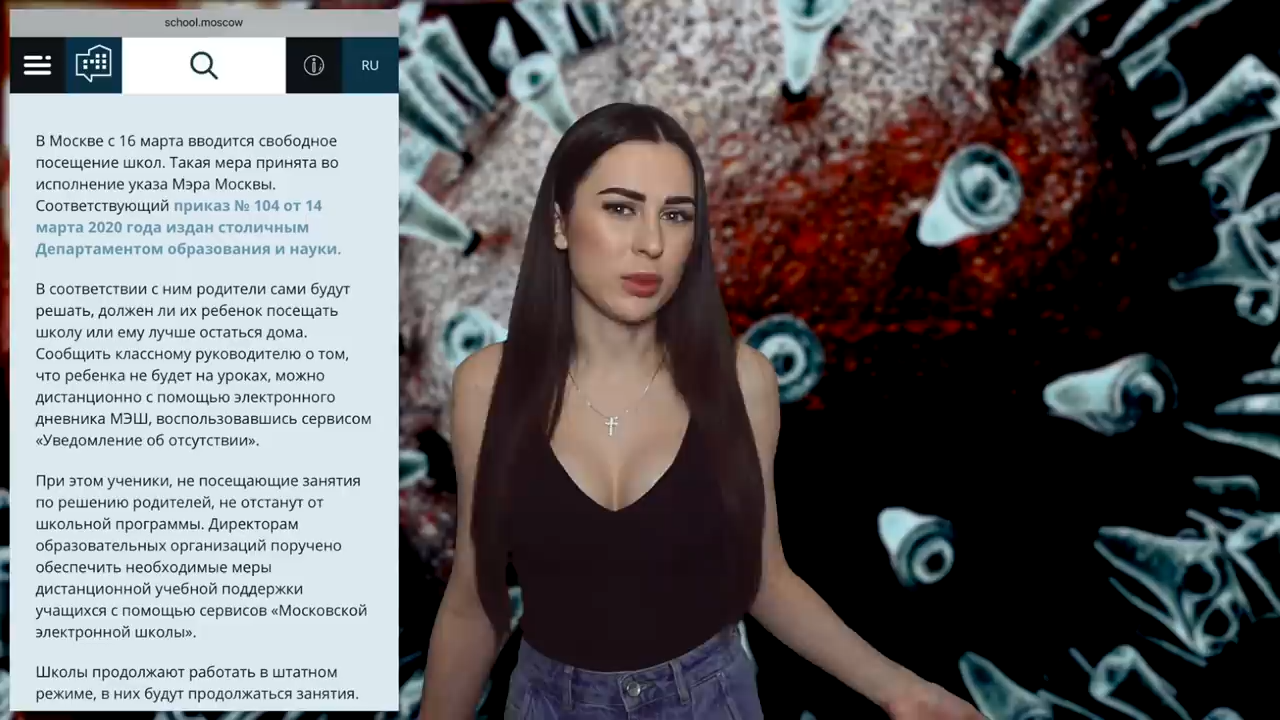 school.moscow
RU
В Москве с 16 марта вводится свободное
посещение школ. Такая мера принята во
исполнение указа Мэра Москвы.
Соответствующий приказ № 104 от 14
марта 2020 года издан столичным
Департаментом образования и науки.
В соответствии с ним родители сами будут
решать, должен ли их ребенок посещать
школу или ему лучше остаться дома.
Сообщить классному руководителю о том,
что ребенка не будет на уроках, можно
дистанционно с помощью электронного
дневника МЭШ, воспользовавшись сервисом
«Уведомление об отсутствии».
При этом ученики, не посещающие занятия
по решению родителей, не отстанут от
школьной программы. Директорам
образовательных организаций поручено
обеспечить необходимые меры
дистанционной учебной поддержки
учащихся с помощью сервисов «Московской
электронной школы».
Школы продолжают работать в штатном
режиме, в них будут продолжаться занятия.